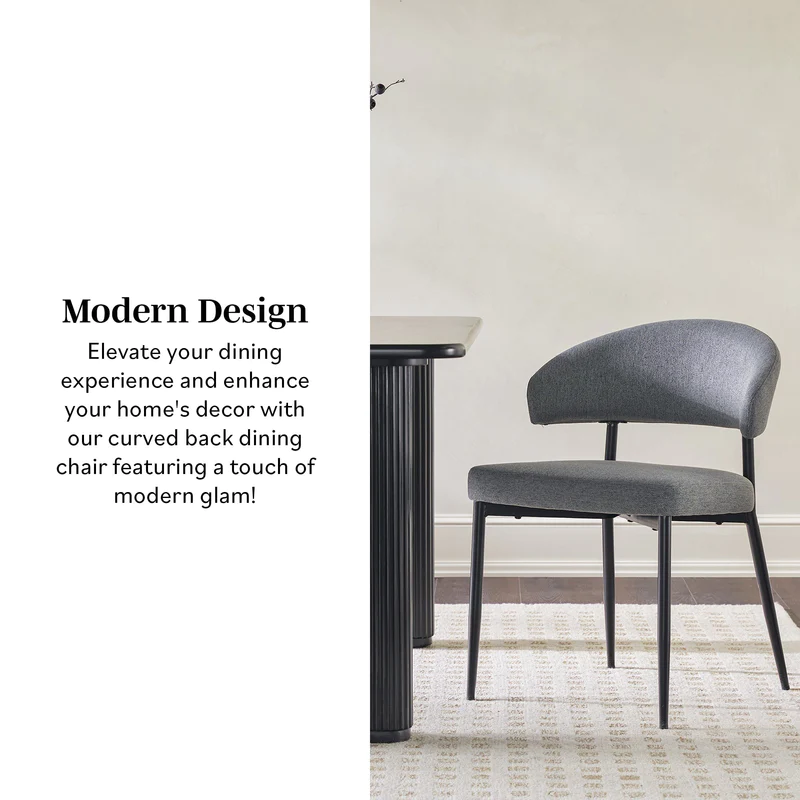 Modern Design
Elevate your dining
experience and enhance
your home's decor with
our curved back dining
chair featuring a touch of
modern glam!